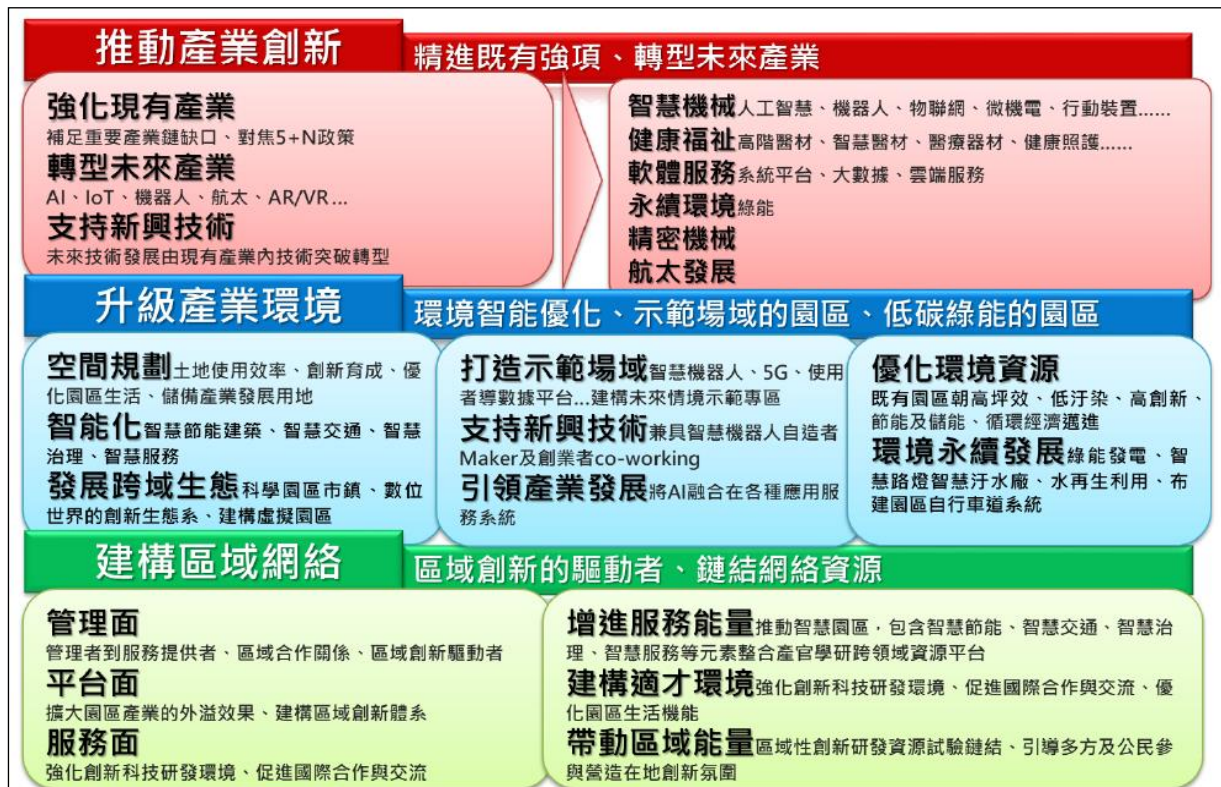 推動產業創新
精進既有強項、轉型未來產業
強化現有產業
補足重要產業鏈缺口、對焦5+N政策
轉型未來產業
AI、IoT、機器人、航太、AR/VR...
支持新興技術
未來技術發展由現有產業內技術突破轉型
智慧機械人工智慧、機器人、物聯網、微機電、行動裝置......
健康福祉高階醫材、智慧醫材、醫療器材、健康照護......
軟體服務系統平台、大數據、雲端服務
永續環境綠能
精密機械
航太發展
升級產業環境
環境智能優化、示範場域的園區、低碳綠能的園區
空間規劃土地使用效率、創新育成、優
化園區生活、儲備產業發展用地
智能化智慧節能建築、智慧交通、智慧
治理、智慧服務
發展跨域生態科學園區市鎮、數位
世界的創新生態系、建構虛擬園區
打造示範場域智慧機器人、5G、使用
者導數據平台...建構未來情境示範專區
支持新興技術兼具智慧機器人自造者
Maker及創業者co-working
引領產業發展將AI融合在各種應用服
務系統
優化環境資源
既有園區朝高坪效、低汙染、高創新、
節能及儲能、循環經濟邁進
環境永續發展綠能發電、智
慧路燈智慧汙水廠、水再生利用、布
建園區自行車道系統
建構區域網絡
區域創新的驅動者、鏈結網絡資源
管理面
管理者到服務提供者、區域合作關係、區域創新驅動者
平台面
擴大園區產業的外溢效果、建構區域創新體系
服務面
強化創新科技研發環境、促進國際合作與交流
增進服務能量推動智慧園區，包含智慧節能、智慧交通、智慧治
理、智慧服務等元素整合產官學研跨領域資源平台
建構適才環境強化創新科技研發環境、促進國際合作與交流、優
化園區生活機能
帶動區域能量區域性創新研發資源試驗鏈結、引導多方及公民參
與營造在地創新氛圍